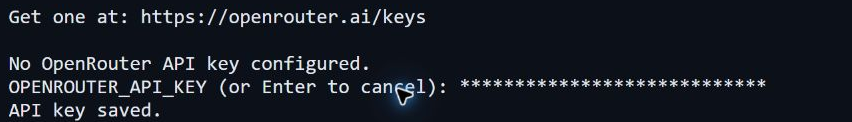 Get one at: https://openrouter.ai/keys
No OpenRouter API key configured.
OPENROUTER_API_KEY (or Enter to cancel): ****************************
API key saved.